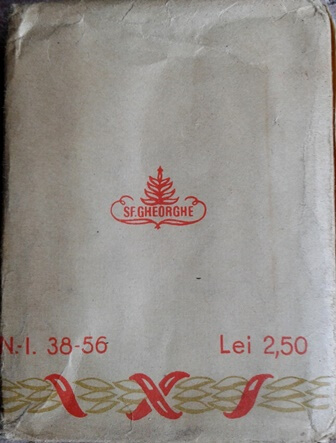 SF.GHEORGHE
N.-I. 38-56
Lei 2,50